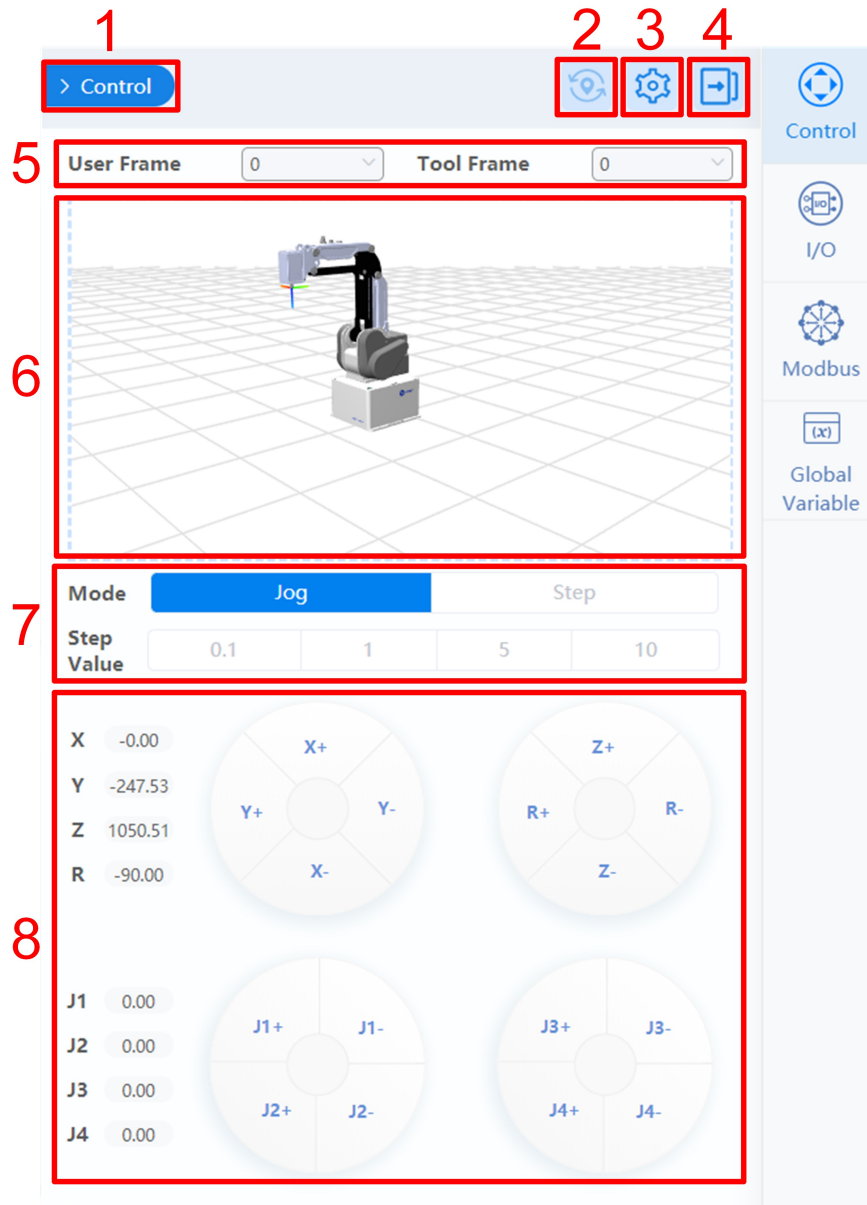 1
2 3 4
> Control
Control
5
User Frame 0 Tool Frame 0
I/O
I/O
6
Modbus
(x)
Global
Variable
7
Mode Jog Step
Step
Value 0.1 1 5 10
X -0.00
Y -247.53
Z 1050.51
R -90.00
X+
Y+ Y-
X-
Z+
R+ R-
Z-
8
J1 0.00
J2 0.00
J3 0.00
J4 0.00
J1+ J1-
J2+ J2-
J3+ J3-
J4+ J4-